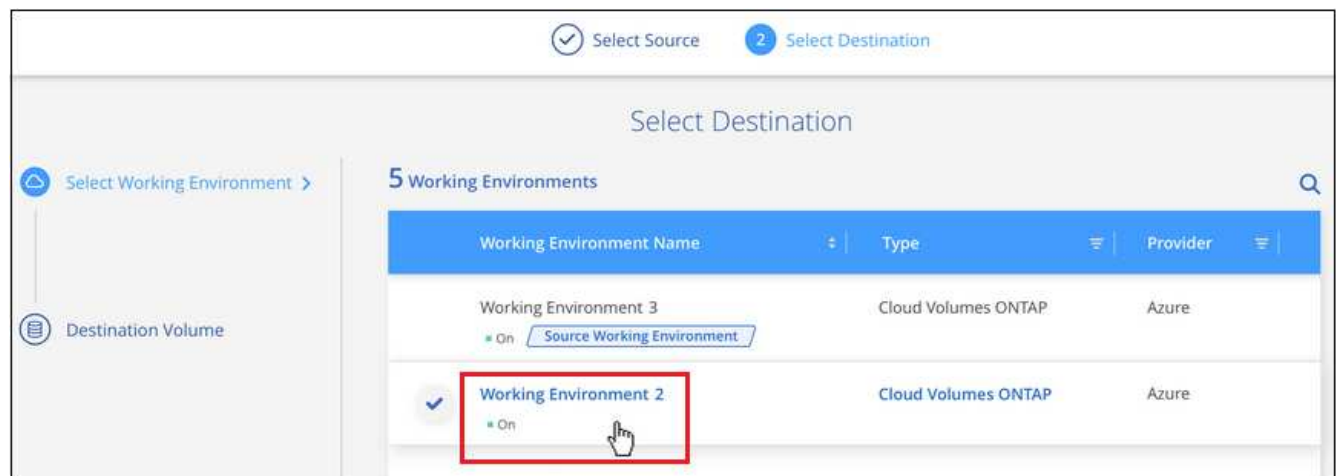 Select Source
2 Select Destination
Select Destination
Select Working Environment >
5 Working Environments
Working Environment Name Type Provider
Working Environment 3 Cloud Volumes ONTAP Azure
On Source Working Environment
Destination Volume
Working Environment 2 Cloud Volumes ONTAP Azure
On